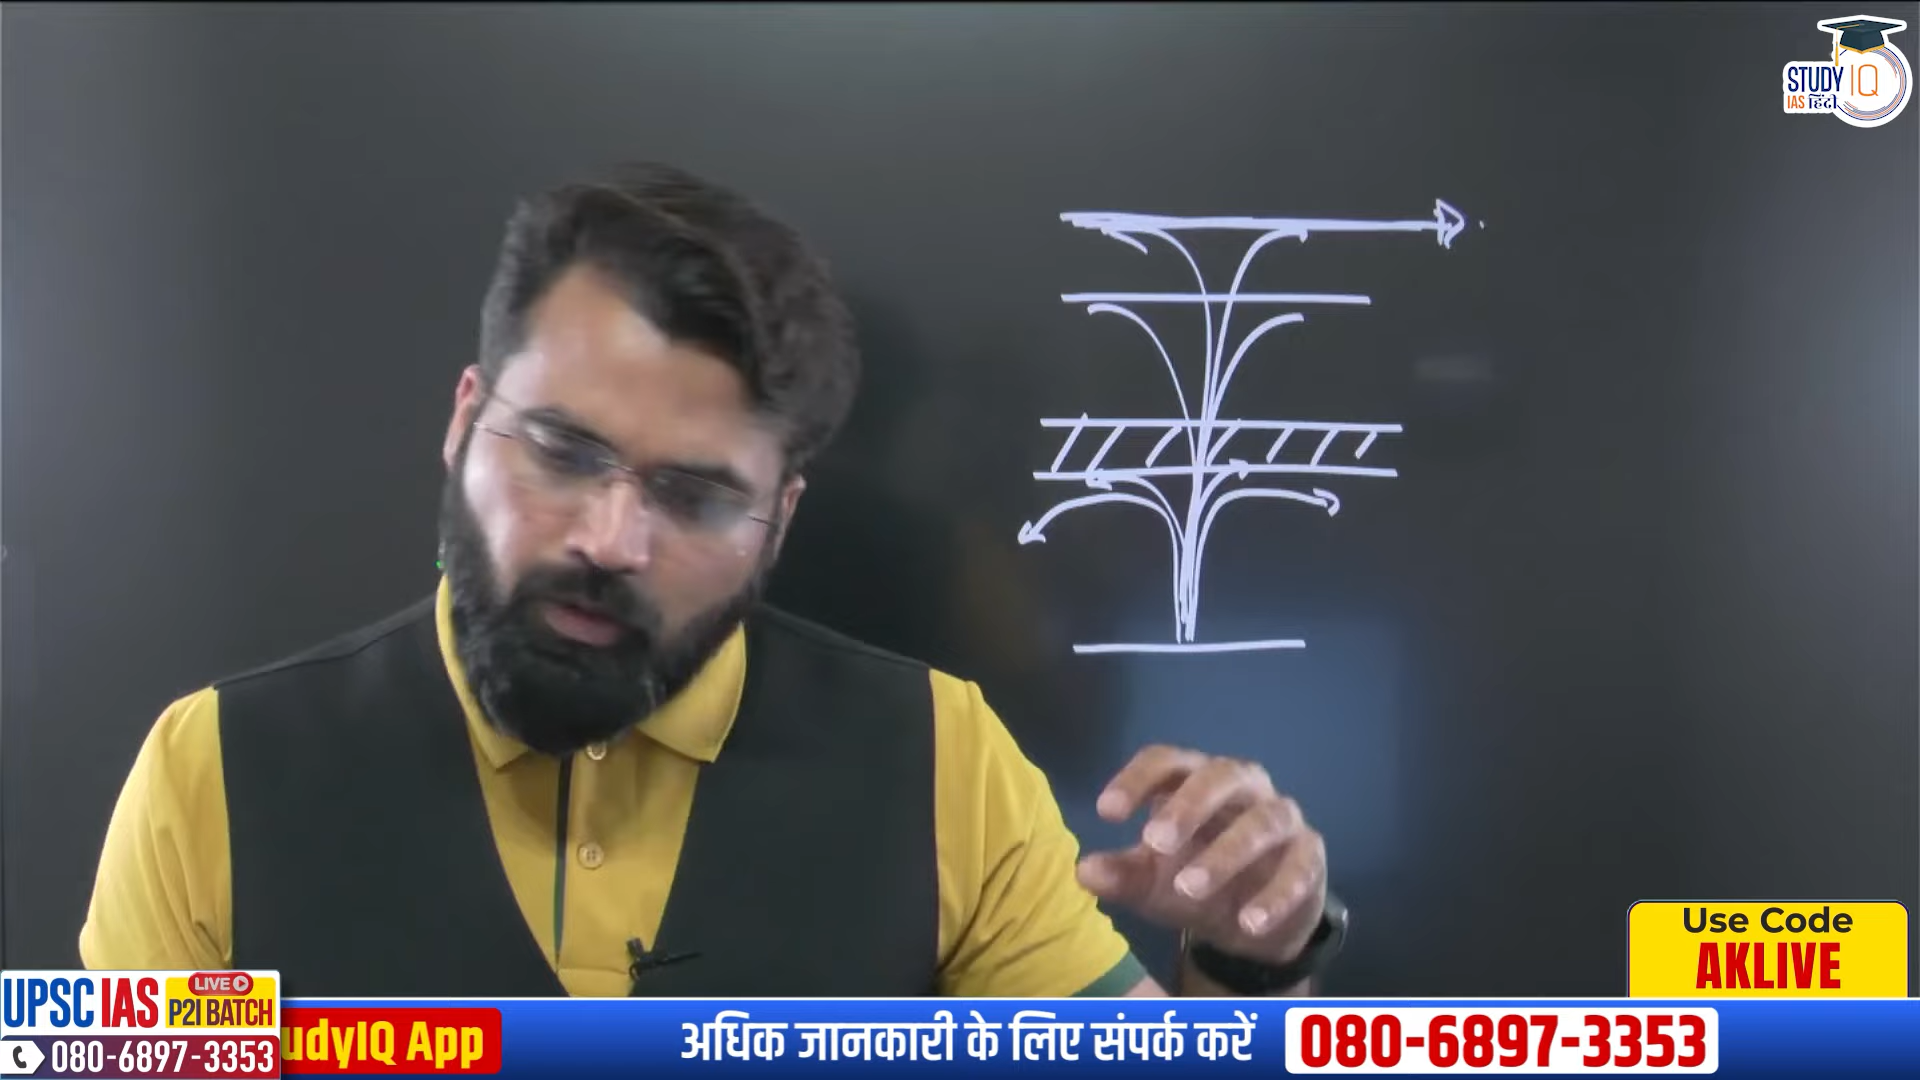 STUDY IQ
IAS हिंदी
Use Code
AKLIVE
UPSC IAS
LIVE
P2I BATCH
080-6897-3353
udyIQ App
अधिक जानकारी के लिए संपर्क करें
080-6897-3353